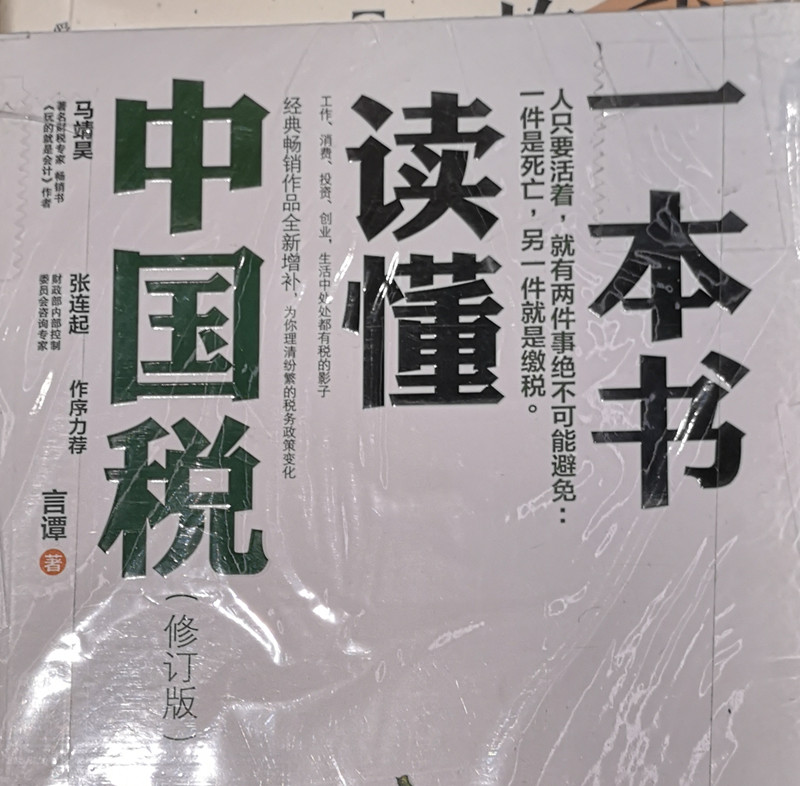 一本书
人只要活着，就有两件事绝不可能避免：
一件是死亡，另一件就是缴税。
读懂
工作、消费、投资、创业，生活中处处都有税的影子
经典畅销作品全新增补 为你理清纷繁的税务政策变化
中国税
（修订版）
马靖昊
著名财税专家 畅销书
《玩的就是会计》作者
张连起
财政部内部控制
委员会咨询专家
作序力荐
言谭 著